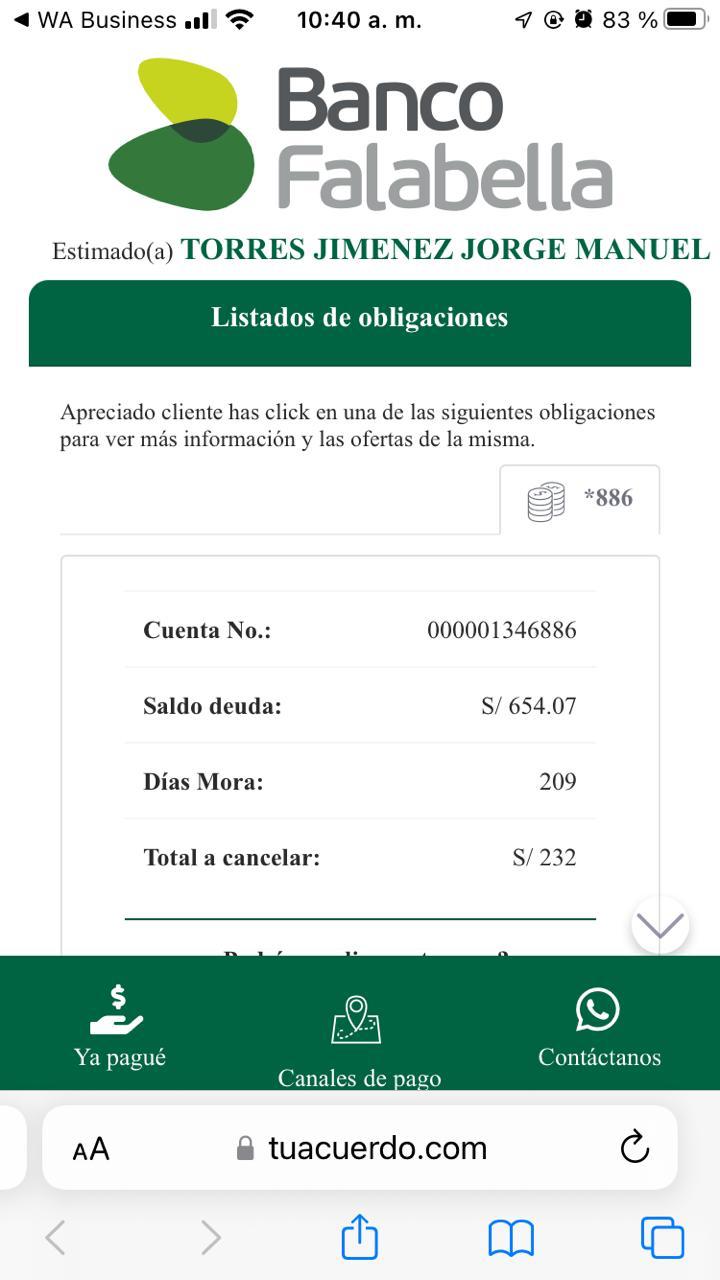 WA Business
10:40 a. m.
83 %
Banco
Falabella
Estimado(a) TORRES JIMENEZ JORGE MANUEL
Listados de obligaciones
Apreciado cliente has click en una de las siguientes obligaciones
para ver más información y las ofertas de la misma.
*886
Cuenta No.: 000001346886
Saldo deuda: S/ 654.07
Días Mora: 209
Total a cancelar: S/ 232
Ya pagué
Canales de pago
Contáctanos
AA tuacuerdo.com